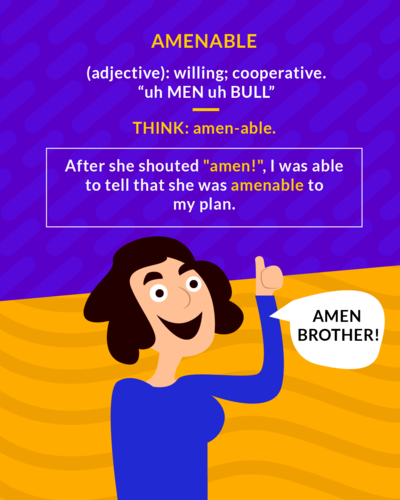 AMENABLE
(adjective): willing; cooperative.
“uh MEN uh BULL”
THINK: amen-able.
After she shouted "amen!", I was able
to tell that she was amenable to
my plan.
AMEN
BROTHER!